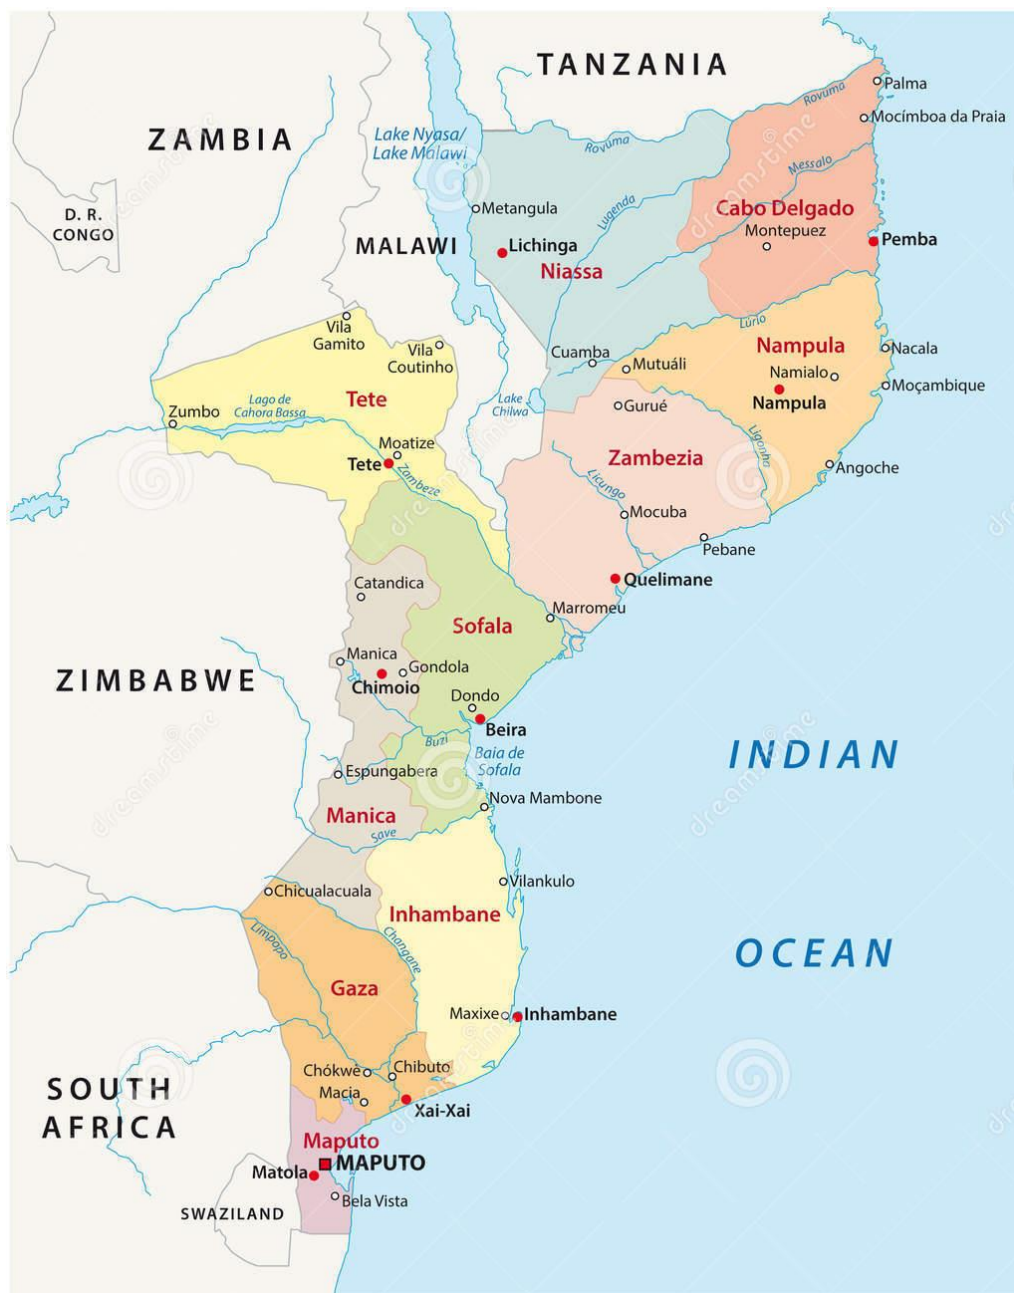 TANZANIA
Palma
Rovuma
Mocímboa da Praia
ZAMBIA
Lake Nyasa/
Lake Malawi
Rovuma
Messalo
D. R.
CONGO
Metangula
Lugenda
Cabo Delgado
Montepuez
MALAWI
Lichinga
Pemba
Niassa
Vila
Gamito
Lúrio
Vila
Coutinho
Cuamba
Nampula
Nacala
Mutuáli
Namialo
Moçambique
Zumbo
Lago de
Cahora Bassa
Tete
Lake
Chilwa
Gurué
Nampula
Moatize
Tete
Zambeze
Zambezia
Ligonha
Angoche
Licungo
Mocuba
Pebane
Catandica
Quelimane
Marromeu
Sofala
ZIMBABWE
Manica
Gondola
Chimoio
Dondo
Beira
Buzi
Baia de
Sofala
INDIAN
Espungabera
Nova Mambone
Manica
Save
Chicualacuala
Vilankulo
Inhambane
Limpopo
Changane
OCEAN
Gaza
Maxixe
Inhambane
Chókwè
Chibuto
Macia
Xai-Xai
SOUTH
AFRICA
Maputo
MAPUTO
Matola
Bela Vista
SWAZILAND
dreamstime
dreamstime
dreamstime
dreamstime
dreamstime